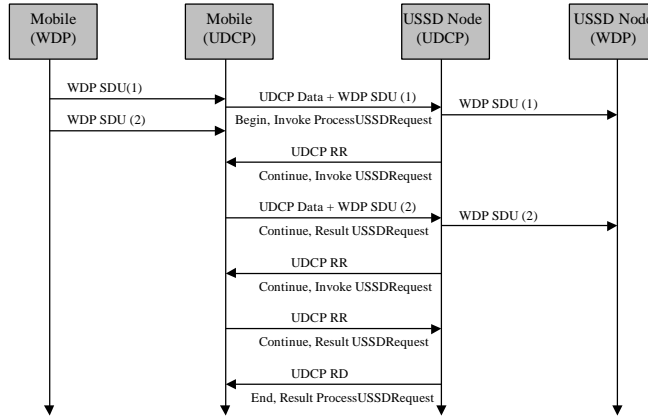 Mobile
(WDP)
Mobile
(UDCP)
USSD Node
(UDCP)
USSD Node
(WDP)
WDP SDU(1)
UDCP Data + WDP SDU (1)
WDP SDU (1)
Begin, Invoke ProcessUSSDRequest
WDP SDU (2)
UDCP RR
Continue, Invoke USSDRequest
UDCP Data + WDP SDU (2)
WDP SDU (2)
Continue, Result USSDRequest
UDCP RR
Continue, Invoke USSDRequest
UDCP RR
Continue, Result USSDRequest
UDCP RD
End, Result ProcessUSSDRequest